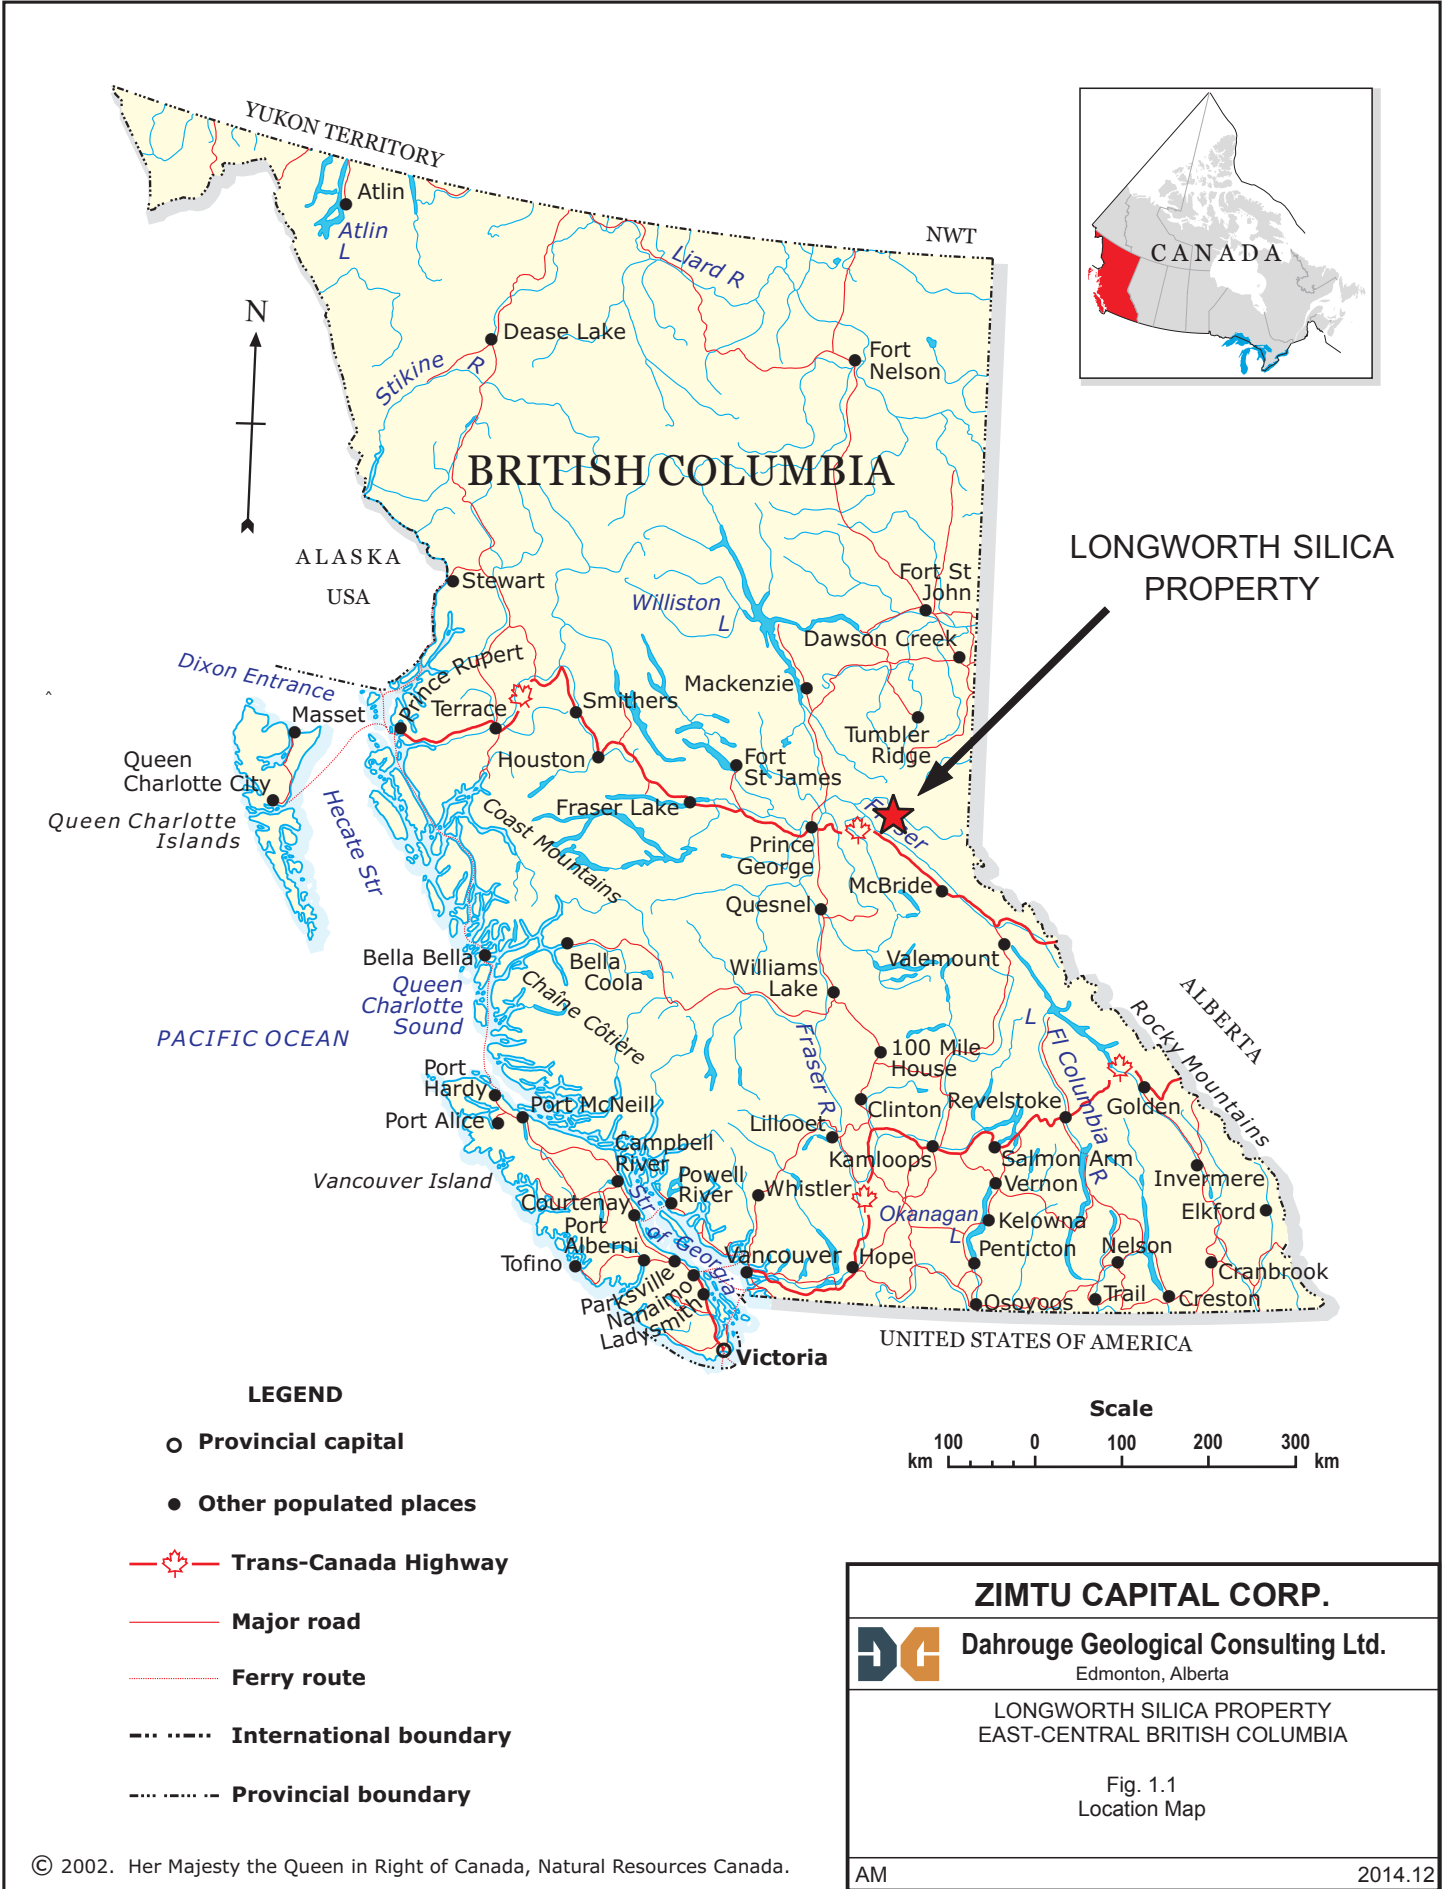 YUKON TERRITORY
NWT
Atlin
Atlin
L
Liard R
CANADA
N
Dease Lake
Stikine
R
Fort
Nelson
BRITISH COLUMBIA
LONGWORTH SILICA
PROPERTY
ALASKA
USA
Stewart
Fort St
John
Williston
L
Dawson Creek
Dixon Entrance
Prince Rupert
Mackenzie
^
Masset
Terrace
Smithers
Tumbler
Ridge
Queen
Charlotte City
Houston
Fort
St James
Fraser Lake
Fraser
Queen Charlotte
Islands
Hecate Str
Coast Mountains
Prince
George
McBride
Quesnel
Bella Bella
Bella
Coola
Williams
Lake
Valemount
Queen
Charlotte
Sound
Chaîne Côtière
ALBERTA
Rocky Mountains
PACIFIC OCEAN
Fraser R
L
Fl Columbia
R
100 Mile
House
Port
Hardy
Port McNeill
Port Alice
Clinton
Revelstoke
Golden
Lillooet
Campbell
River
Kamloops
Salmon Arm
Vancouver Island
Powell
River
Whistler
Vernon
Invermere
Courtenay
Str
of Georgia
Okanagan
L
Kelowna
Elkford
Port
Alberni
Tofino
Vancouver
Hope
Penticton
Nelson
Cranbrook
Parksville
Nanaimo
Ladysmith
Osoyoos
Trail
Creston
Victoria
UNITED STATES OF AMERICA
LEGEND
Provincial capital
Other populated places
Trans-Canada Highway
Major road
Ferry route
International boundary
Provincial boundary
Scale
100 0 100 200 300
km km
ZIMTU CAPITAL CORP.
DG Dahrouge Geological Consulting Ltd.
Edmonton, Alberta
LONGWORTH SILICA PROPERTY
EAST-CENTRAL BRITISH COLUMBIA
Fig. 1.1
Location Map
AM 2014.12
© 2002. Her Majesty the Queen in Right of Canada, Natural Resources Canada.